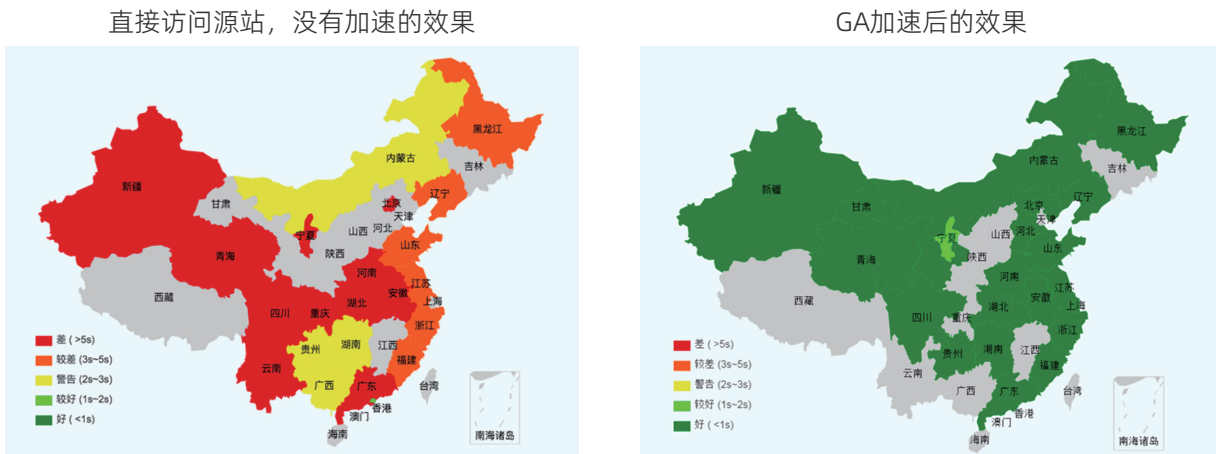 直接访问源站，没有加速的效果
黑龙江
内蒙古
吉林
新疆
辽宁
甘肃
北京
天津
宁夏
山西
河北
青海
陕西
山东
河南
西藏
江苏
安徽
上海
湖北
四川
重庆
浙江
贵州
湖南
江西
福建
云南
广西
广东
台湾
香港
澳门
海南
南海诸岛
差 ( >5s)
较差 (3s~5s)
警告 (2s~3s)
较好 (1s~2s)
好 ( <1s)
GA加速后的效果
黑龙江
内蒙古
吉林
新疆
辽宁
甘肃
北京
天津
宁夏
山西
河北
山东
青海
陕西
河南
西藏
江苏
安徽
上海
湖北
四川
重庆
浙江
贵州
湖南
江西
福建
云南
广西
广东
台湾
香港
澳门
海南
南海诸岛
差 ( >5s)
较差 (3s~5s)
警告 (2s~3s)
较好 (1s~2s)
好 ( <1s)